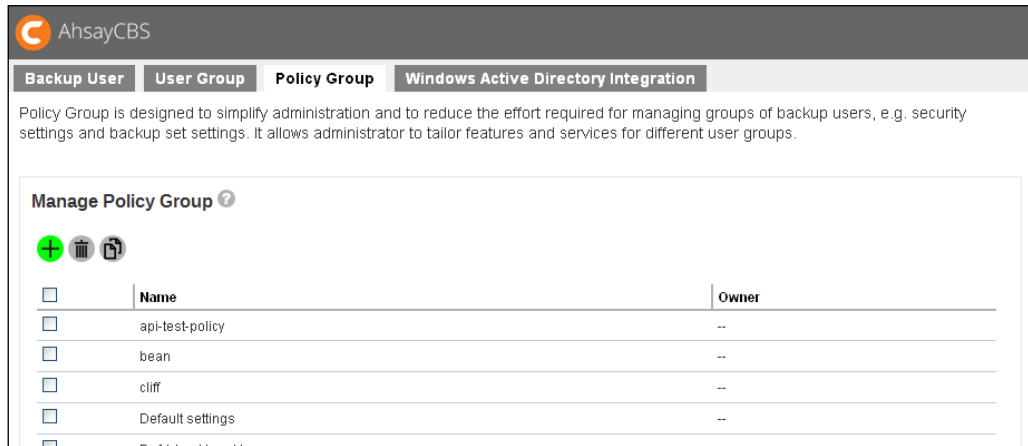 AhsayCBS
Backup User User Group Policy Group Windows Active Directory Integration
Policy Group is designed to simplify administration and to reduce the effort required for managing groups of backup users, e.g. security
settings and backup set settings. It allows administrator to tailor features and services for different user groups.
Manage Policy Group ?
Name Owner
api-test-policy --
bean --
cliff --
Default settings --